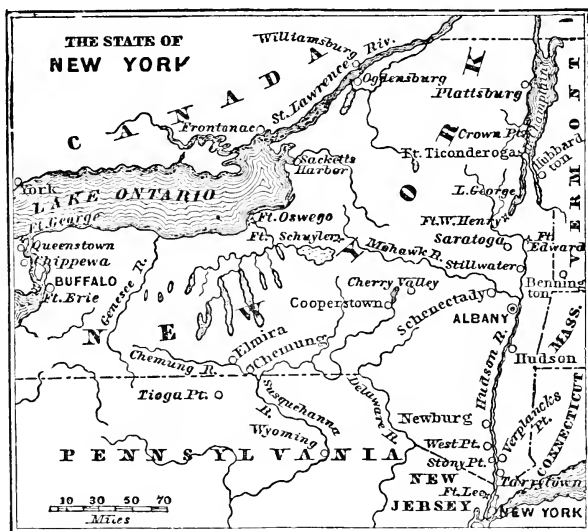 THE STATE OF
NEW YORK
CANADA
Williamsburg
St. Lawrence Riv.
Ogdensburg
Plattsburg
Champlain
VERMONT
Frontenac
Crown Pt.
Ft. Ticonderoga
Hubbard
ton
Sacketts
Harbor
York
LAKE ONTARIO
L. George
Ft. George
Ft. Oswego
Ft. W. Henry
Ft.
Edward
Queenstown
Ft. Schuyler
Mohawk R.
Saratoga
Chippewa
Stillwater
BUFFALO
Genesee R.
Cherry Valley
Bennington
Ft. Erie
Cooperstown
Schenectady
ALBANY
NEW YORK
MASS.
Elmira
Chemung
Hudson R.
Hudson
Chemung R.
Tioga Pt.
Susquehanna
R.
Delaware R.
CONNECTICUT
Newburg
Verplancks
Pt.
Wyoming
West Pt.
PENNSYLVANIA
Stony Pt.
NEW
JERSEY
Tarrytown
Ft. Lee
NEW YORK
10 30 50 70
Miles